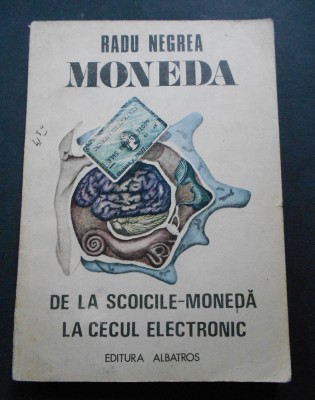 RADU NEGREA
MONEDA
DE LA SCOICILE-MONEDĂ
LA CECUL ELECTRONIC
EDITURA ALBATROS